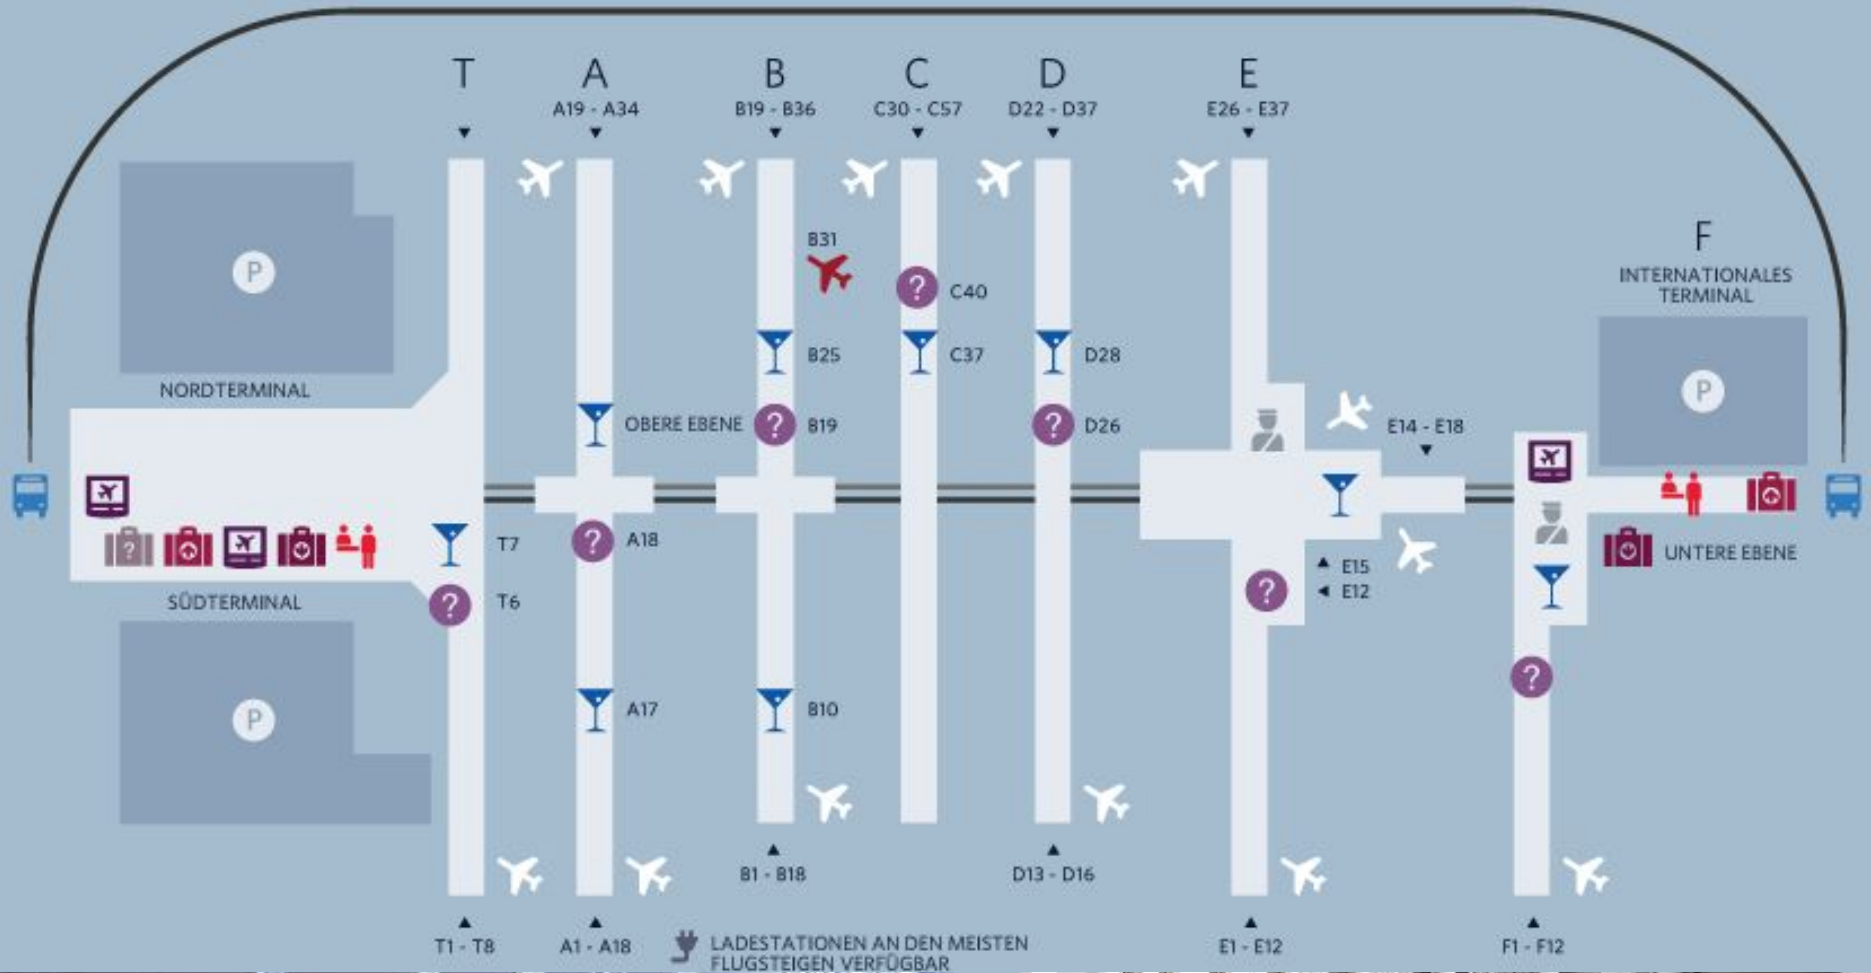 T
A
B
C
D
E
A19 - A34
B19 - B36
C30 - C57
D22 - D37
E26 - E37
F
INTERNATIONALES
TERMINAL
B31
P
?
C40
B25
C37
D28
P
NORDTERMINAL
OBERE EBENE
?
B19
?
D26
E14 - E18
T7
?
A18
?
UNTERE EBENE
E15
E12
?
SÜDTERMINAL
?
T6
?
P
A17
B10
B1 - B18
D13 - D16
T1 - T8
A1 - A18
LADESTATIONEN AN DEN MEISTEN
FLUGSTEIGEN VERFÜGBAR
E1 - E12
F1 - F12